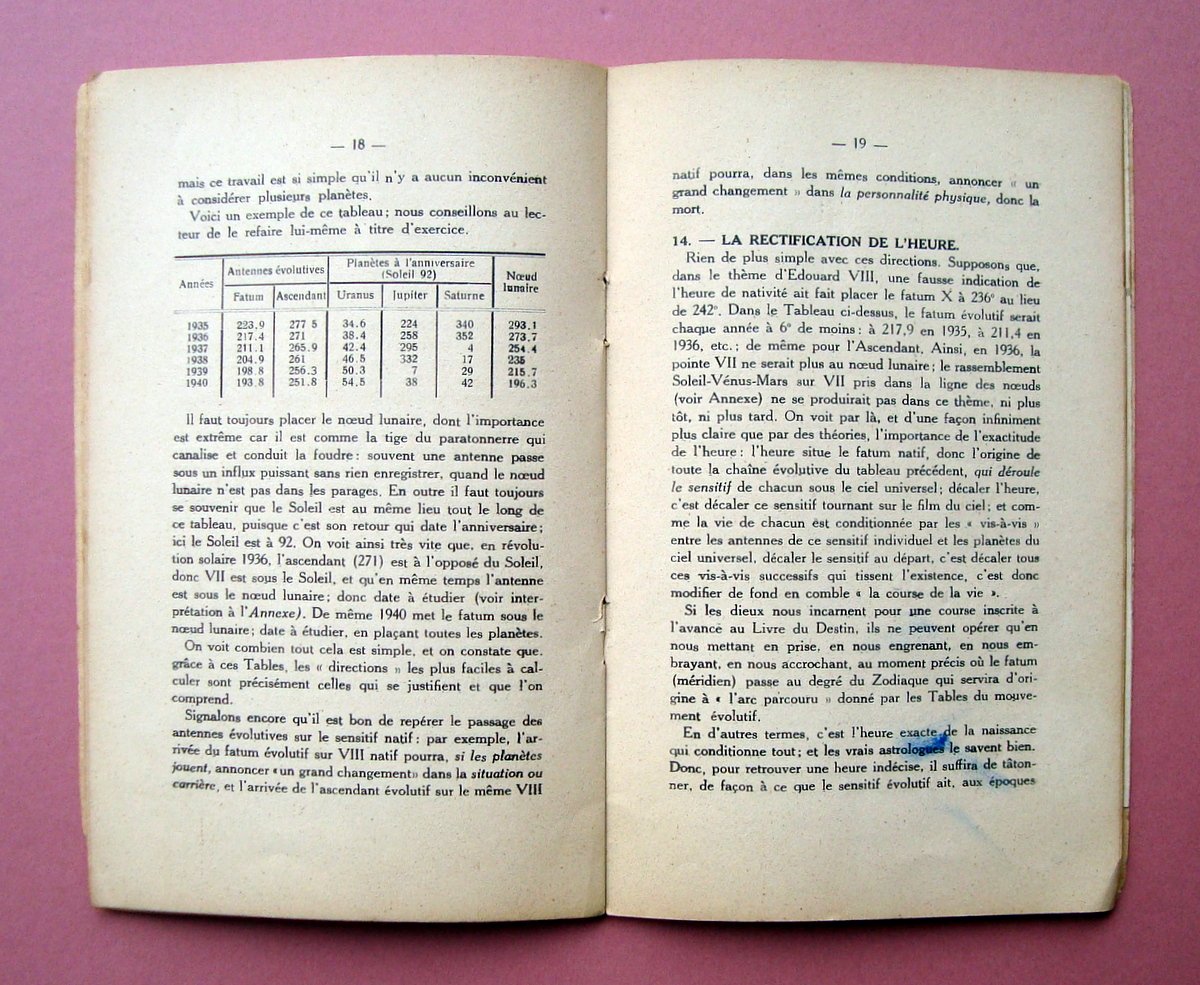 — 18 —
mais ce travail est si simple qu'il n'y a aucun inconvénient
à considérer plusieurs planètes.
Voici un exemple de ce tableau ; nous conseillons au lec-
teur de le refaire lui-même à titre d'exercice.
Années | Antennes évolutives | Planètes à l'anniversaire (Soleil 92) | Nœud lunaire
Fatum | Ascendant | Uranus | Jupiter | Saturne
1935 | 223.9 | 277 5 | 34.6 | 224 | 340 | 293.1
1936 | 217.4 | 271 | 38.4 | 258 | 352 | 273.7
1937 | 211.1 | 265.9 | 42.4 | 295 | 4 | 254.4
1938 | 204.9 | 261 | 46.5 | 332 | 17 | 235
1939 | 198.8 | 256.3 | 50.3 | 7 | 29 | 215.7
1940 | 193.8 | 251.8 | 54.5 | 38 | 42 | 196.3
Il faut toujours placer le nœud lunaire, dont l'importance
est extrême car il est comme la tige du paratonnerre qui
canalise et conduit la foudre : souvent une antenne passe
sous un influx puissant sans rien enregistrer, quand le nœud
lunaire n'est pas dans les parages. En outre il faut toujours
se souvenir que le Soleil est au même lieu tout le long de
ce tableau, puisque c'est son retour qui date l'anniversaire ;
ici le Soleil est à 92. On voit ainsi très vite que, en révolu-
tion solaire 1936, l'ascendant (271) est à l'opposé du Soleil,
donc VII est sous le Soleil, et qu'en même temps l'antenne
est sous le nœud lunaire ; donc date à étudier (voir inter-
prétation à l'Annexe). De même 1940 met le fatum sous le
nœud lunaire ; date à étudier, en plaçant toutes les planètes.
On voit combien tout cela est simple, et on constate que,
grâce à ces Tables, les « directions » les plus faciles à cal-
culer sont précisément celles qui se justifient et que l'on
comprend.
Signalons encore qu'il est bon de repérer le passage des
antennes évolutives sur le sensitif natif : par exemple, l'ar-
rivée du fatum évolutif sur VIII natif pourra, si les planètes
jouent, annoncer « un grand changement » dans la situation ou
carrière, et l'arrivée de l'ascendant évolutif sur le même VIII
— 19 —
natif pourra, dans les mêmes conditions, annoncer « un
grand changement » dans la personnalité physique, donc la
mort.
14. — LA RECTIFICATION DE L'HEURE.
Rien de plus simple avec ces directions. Supposons que,
dans le thème d'Edouard VIII, une fausse indication de
l'heure de nativité ait fait placer le fatum X à 236° au lieu
de 242°. Dans le Tableau ci-dessus, le fatum évolutif serait
chaque année à 6° de moins : à 217,9 en 1935, à 211,4 en
1936, etc. ; de même pour l'Ascendant, Ainsi, en 1936, la
pointe VII ne serait plus au nœud lunaire ; le rassemblement
Soleil-Vénus-Mars sur VII pris dans la ligne des nœuds
(voir Annexe) ne se produirait pas dans ce thème, ni plus
tôt, ni plus tard. On voit par là, et d'une façon infiniment
plus claire que par des théories, l'importance de l'exactitude
de l'heure : l'heure situe le fatum natif, donc l'origine de
toute la chaîne évolutive du tableau précédent, qui déroule
le sensitif de chacun sous le ciel universel ; décaler l'heure,
c'est décaler ce sensitif tournant sur le film du ciel ; et com-
me la vie de chacun est conditionnée par les « vis-à-vis »
entre les antennes de ce sensitif individuel et les planètes du
ciel universel, décaler le sensitif au départ, c'est décaler tous
ces vis-à-vis successifs qui tissent l'existence, c'est donc
modifier de fond en comble « la course de la vie ».
Si les dieux nous incarnent pour une course inscrite à
l'avance au Livre du Destin, ils ne peuvent opérer qu'en
nous mettant en prise, en nous engrenant, en nous em-
brayant, en nous accrochant, au moment précis où le fatum
(méridien) passe au degré du Zodiaque qui servira d'ori-
gine à « l'arc parcouru » donné par les Tables du mouve-
ment évolutif.
En d'autres termes, c'est l'heure exacte de la naissance
qui conditionne tout ; et les vrais astrologues le savent bien.
Donc, pour retrouver une heure indécise, il suffira de tâton-
ner, de façon à ce que le sensitif évolutif ait, aux époques